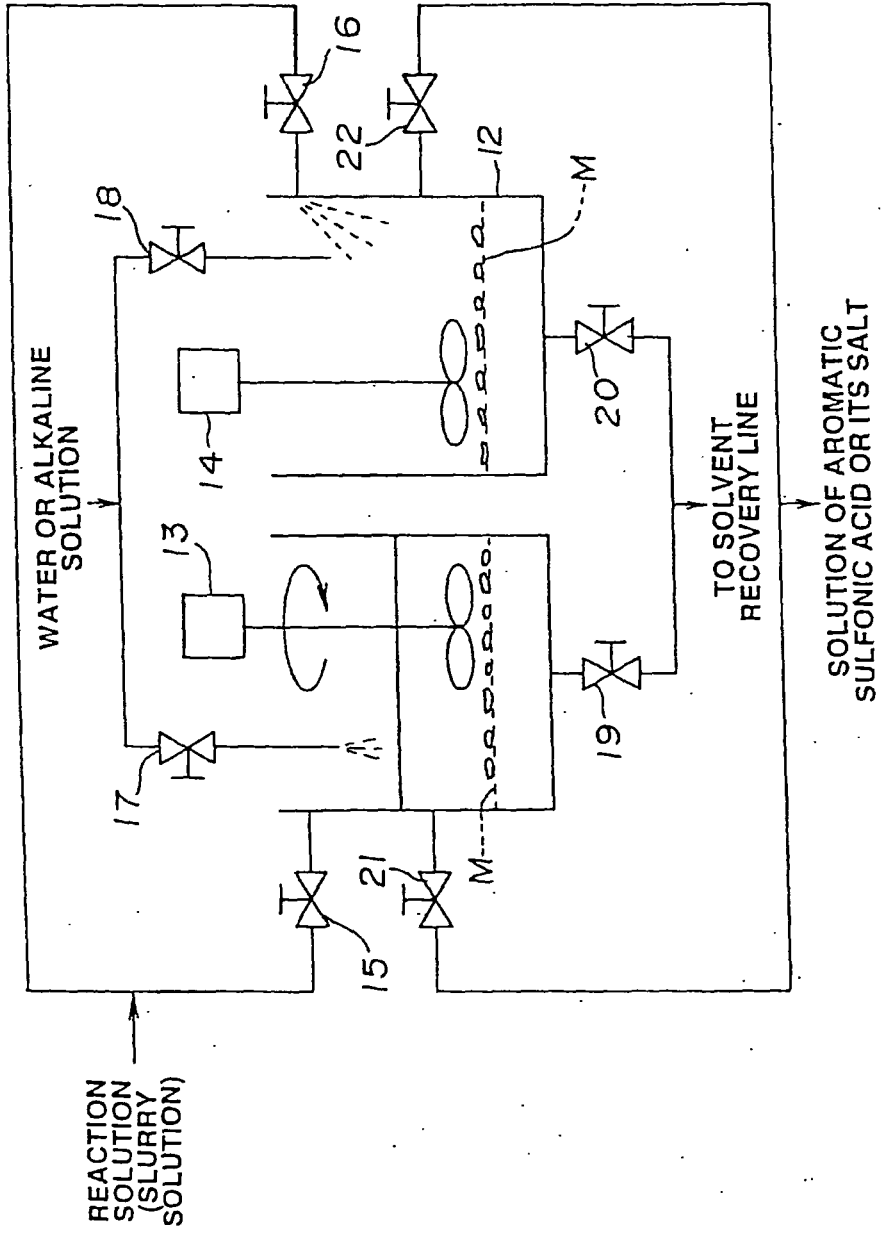 WATER OR ALKALINE
SOLUTION
REACTION
SOLUTION
(SLURRY
SOLUTION)
17
13
14
18
16
15
21
22
12
M
M
19
20
TO SOLVENT
RECOVERY LINE
SOLUTION OF AROMATIC
SULFONIC ACID OR ITS SALT